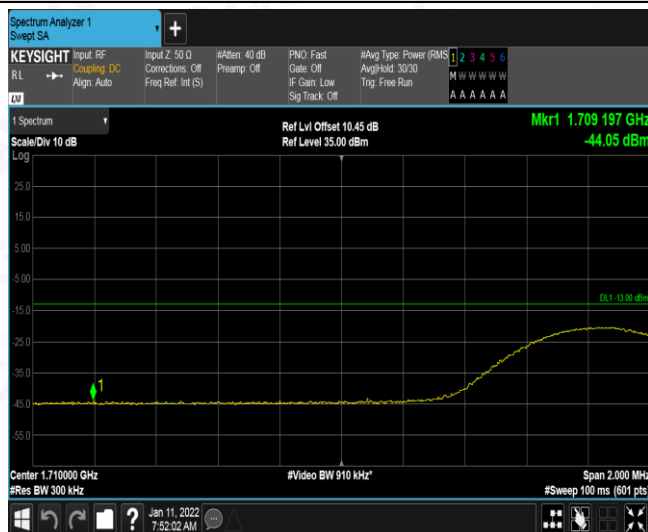 Spectrum Analyzer 1
Swept SA
KEYSIGHT
RL
LXI
Input: RF
Coupling: DC
Align: Auto
Input Z: 50 Ω
Corrections: Off
Freq Ref: Int (S)
#Atten: 40 dB
Preamp: Off
PNO: Fast
Gate: Off
IF Gain: Low
Sig Track: Off
#Avg Type: Power (RMS
Avg|Hold: 30/30
Trig: Free Run
1 2 3 4 5 6
M W W W W W
A A A A A A
1 Spectrum
Scale/Div 10 dB
Log
Ref Lvl Offset 10.45 dB
Ref Level 35.00 dBm
Mkr1 1.709 197 GHz
-44.05 dBm
25.0
15.0
5.00
-5.00
-15.0
-25.0
-35.0
-45.0
-55.0
DL1 -13.00 dBm
1
Center 1.710000 GHz
#Res BW 300 kHz
#Video BW 910 kHz*
Span 2.000 MHz
#Sweep 100 ms (601 pts)
Jan 11, 2022
7:52:02 AM